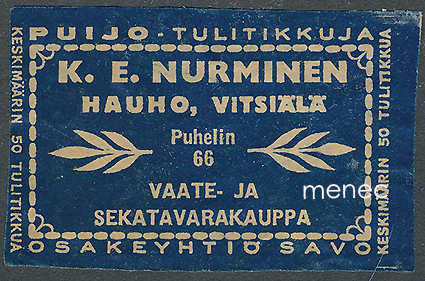 PUIJO-TULITIKKUJA
KESKIMÄÄRIN 50 TULITIKKUA
K. E. NURMINEN
HAUHO, VITSIÄLÄ
Puhelin
66
VAATE- JA
SEKATAVARAKAUPPA
OSAKEYHTIÖ SAVO
KESKIMÄÄRIN 50 TULITIKKUA
menea